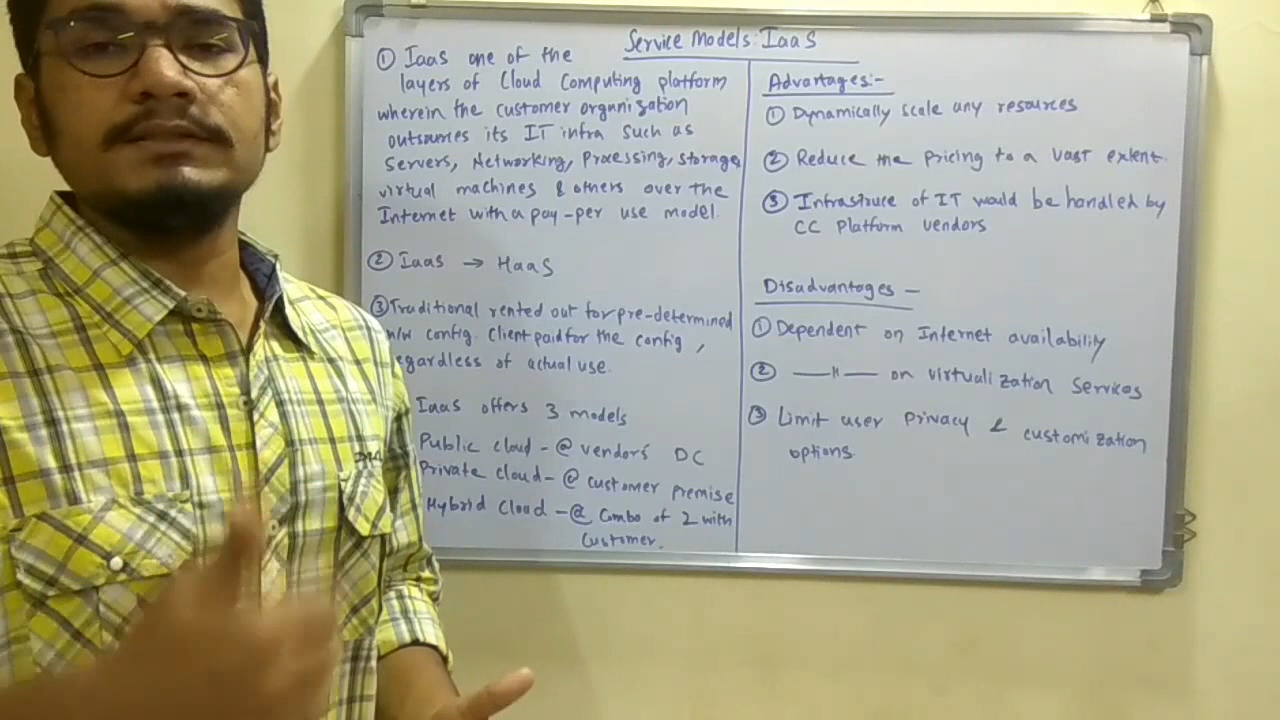 Service Models: IaaS
① IaaS one of the
layers of Cloud Computing platform
wherein the customer organization
outsources its IT infra such as
Servers, Networking, Processing, storage,
virtual machines & others over the
Internet with a pay-per use model.
② IaaS → HaaS
③ Traditional rented out for pre-determined
h/w config. Client paid for the config,
egardless of actual use.
IaaS offers 3 models
Public cloud - @ vendors DC
Private cloud - @ customer premise
Hybrid cloud - @ combo of 2 with
Customer.
Advantages:-
① Dynamically scale any resources
② Reduce the pricing to a vast extent.
③ Infrastruce of IT would be handled by
CC Platform vendors
Disadvantages -
① Dependent on Internet availability
② —〃— on virtualization Services
③ Limit user privacy & customization
options.